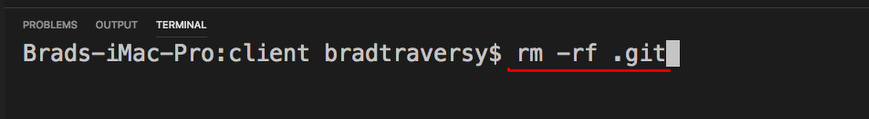 PROBLEMS OUTPUT TERMINAL
Brads-iMac-Pro:client bradtraversy$ rm -rf .git